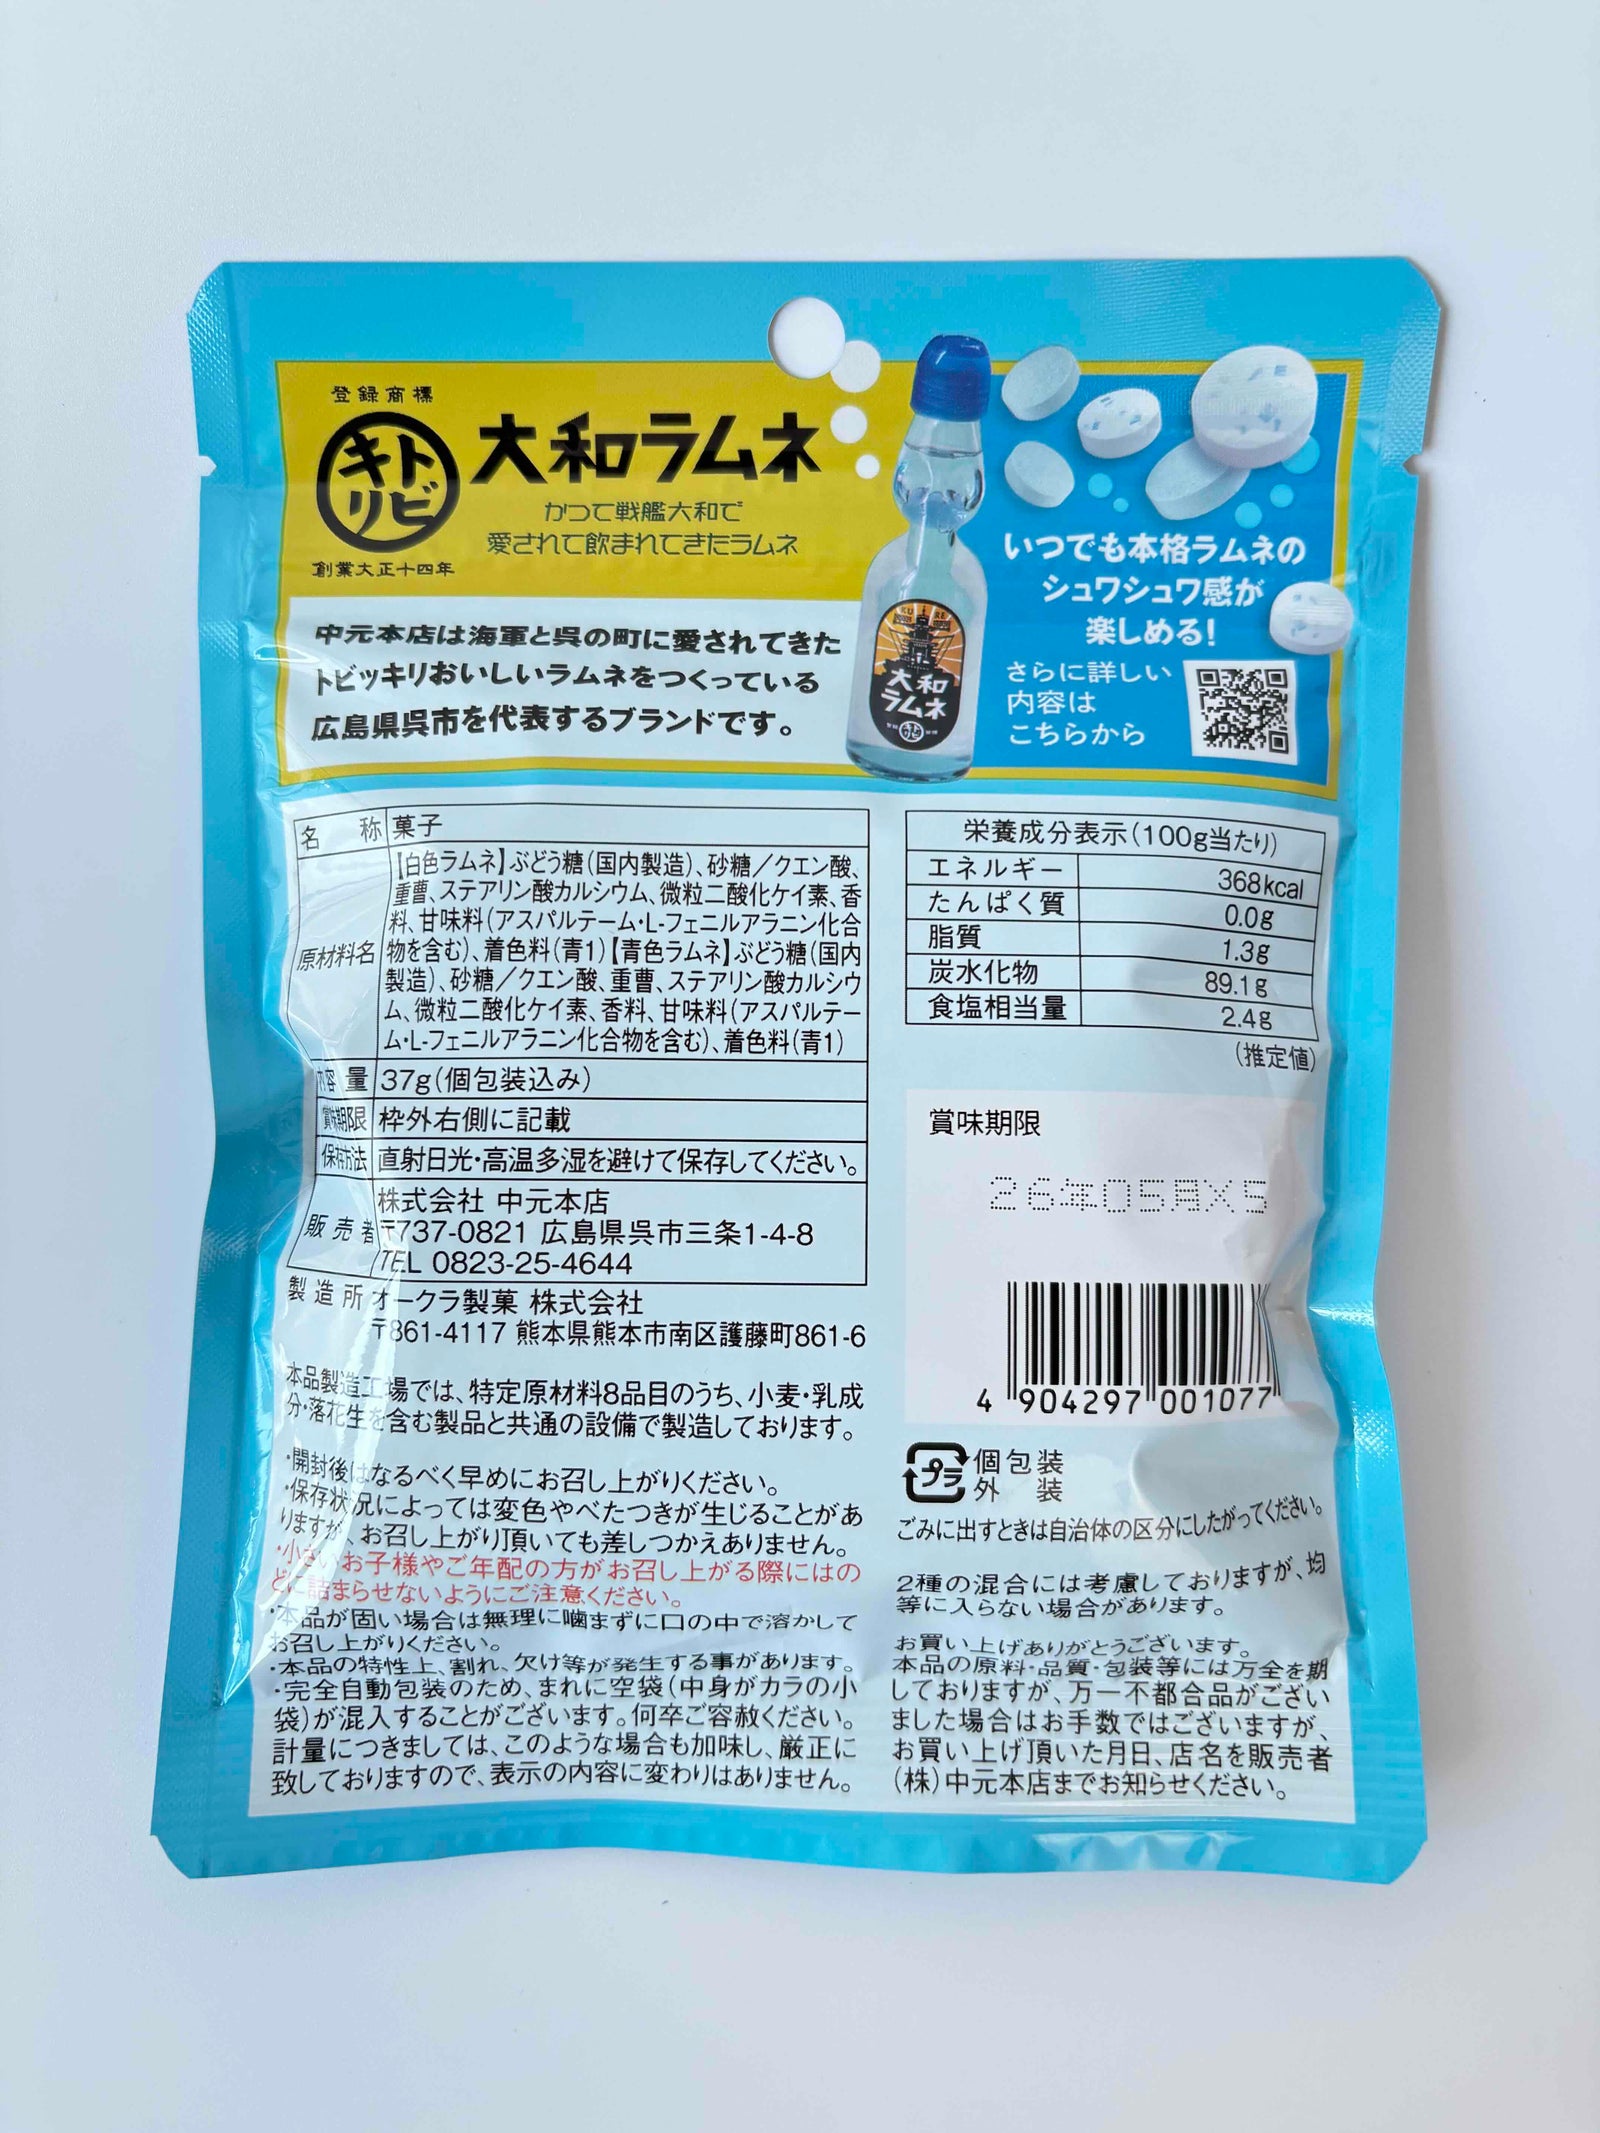 登録商標
キトリビ
創業大正十四年
大和ラムネ
かつて戦艦大和で
愛されて飲まれてきたラムネ
中元本店は海軍と呉の町に愛されてきた
トビッキリおいしいラムネをつくっている
広島県呉市を代表するブランドです。
KURE
大和
ラムネ
いつでも本格ラムネの
シュワシュワ感が
楽しめる!
さらに詳しい
内容は
こちらから
名 称 菓子
原材料名
【白色ラムネ】ぶどう糖(国内製造)、砂糖/クエン酸、
重曹、ステアリン酸カルシウム、微粒二酸化ケイ素、香
料、甘味料(アスパルテーム・L-フェニルアラニン化合
物を含む)、着色料(青1)【青色ラムネ】ぶどう糖(国内
製造)、砂糖/クエン酸、重曹、ステアリン酸カルシウ
ム、微粒二酸化ケイ素、香料、甘味料(アスパルテー
ム・L-フェニルアラニン化合物を含む)、着色料(青1)
内容量 37g(個包装込み)
賞味期限 枠外右側に記載
保存方法 直射日光・高温多湿を避けて保存してください。
販売者
株式会社 中元本店
〒737-0821 広島県呉市三条1-4-8
TEL 0823-25-4644
製造所 オークラ製菓 株式会社
〒861-4117 熊本県熊本市南区護藤町861-6
本品製造工場では、特定原材料8品目のうち、小麦・乳成
分・落花生を含む製品と共通の設備で製造しております。
・開封後はなるべく早めにお召し上がりください。
・保存状況によっては変色やべたつきが生じることがあ
りますが、お召し上がり頂いても差しつかえありません。
・小さいお子様やご年配の方がお召し上がる際にはの
どに詰まらせないようにご注意ください。
・本品が固い場合は無理に噛まずに口の中で溶かして
お召し上がりください。
・本品の特性上、割れ、欠け等が発生する事があります。
・完全自動包装のため、まれに空袋(中身がカラの小
袋)が混入することがございます。何卒ご容赦ください。
計量につきましては、このような場合も加味し、厳正に
致しておりますので、表示の内容に変わりはありません。
栄養成分表示(100g当たり)
エネルギー 368kcal
たんぱく質 0.0g
脂質 1.3g
炭水化物 89.1g
食塩相当量 2.4g
(推定値)
賞味期限
26年05月X5
4 904297 001077
プラ
個包装
外 装
ごみに出すときは自治体の区分にしたがってください。
2種の混合には考慮しておりますが、均
等に入らない場合があります。
お買い上げありがとうございます。
本品の原料・品質・包装等には万全を期
しておりますが、万一不都合品がござい
ました場合はお手数ではございますが、
お買い上げ頂いた月日、店名を販売者
(株)中元本店までお知らせください。